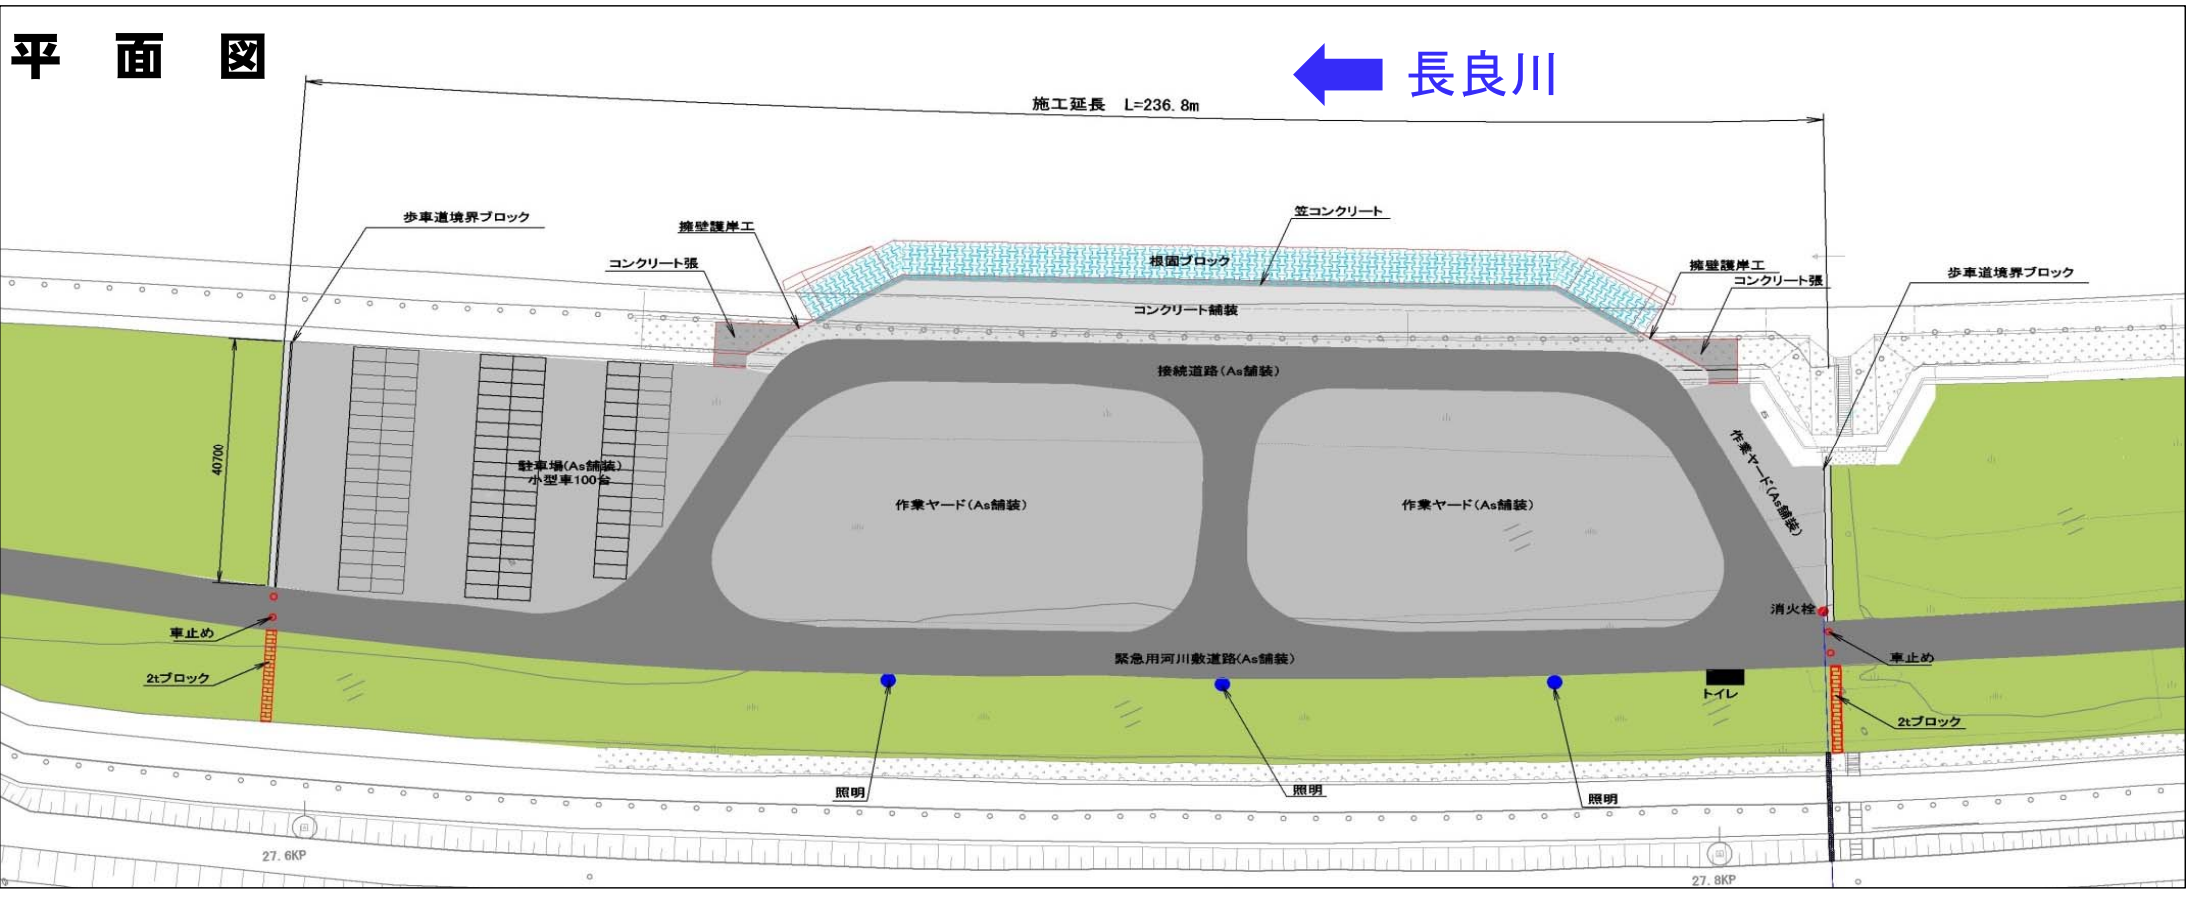 平 面 図
長良川
施工延長 L=236.8m
歩車道境界ブロック
擁壁護岸工
コンクリート張
笠コンクリート
根固ブロック
コンクリート舗装
擁壁護岸工
コンクリート張
歩車道境界ブロック
接続道路(As舗装)
40700
駐車場(As舗装)
小型車100台
作業ヤード(As舗装)
作業ヤード(As舗装)
作業ヤード(As舗装)
消火栓
車止め
2tブロック
緊急用河川敷道路(As舗装)
車止め
トイレ
2tブロック
照明
照明
照明
27.6KP
27.8KP